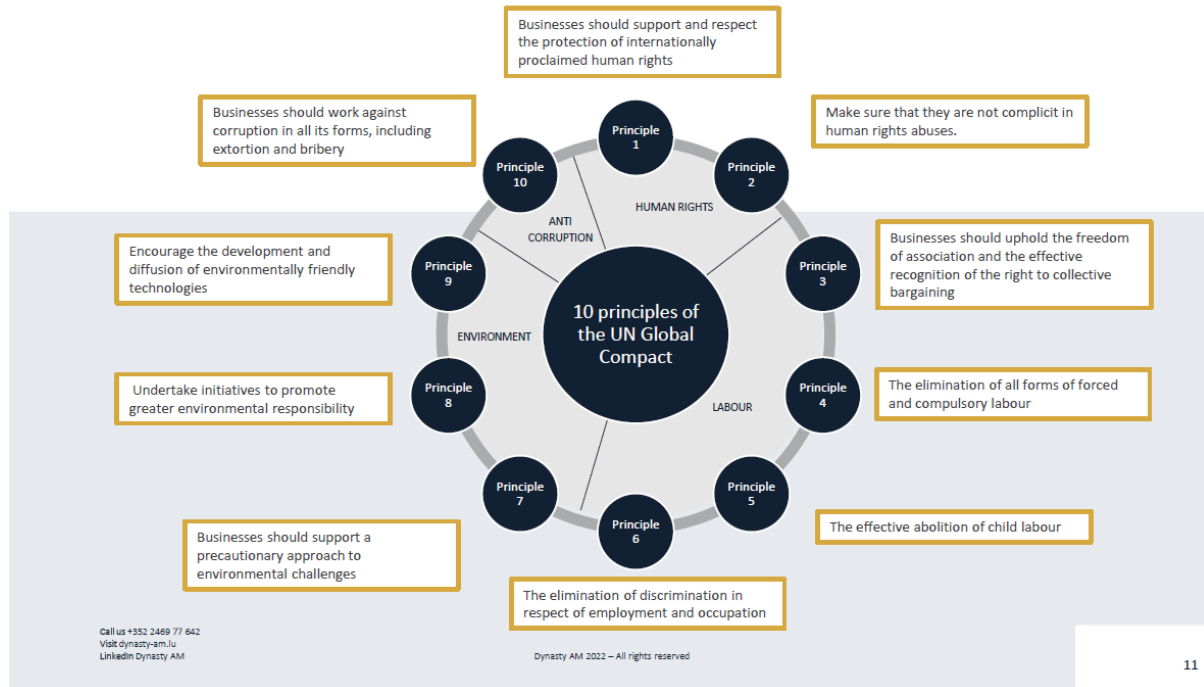 Businesses should support and respect
the protection of internationally
proclaimed human rights
Businesses should work against
corruption in all its forms, including
extortion and bribery
Make sure that they are not complicit in
human rights abuses.
Principle
1
Principle
2
Principle
10
HUMAN RIGHTS
ANTI
CORRUPTION
Encourage the development and
diffusion of environmentally friendly
technologies
Businesses should uphold the freedom
of association and the effective
recognition of the right to collective
bargaining
Principle
9
Principle
3
10 principles of
the UN Global
Compact
ENVIRONMENT
Undertake initiatives to promote
greater environmental responsibility
Principle
8
LABOUR
Principle
4
The elimination of all forms of forced
and compulsory labour
Principle
7
Principle
5
Businesses should support a
precautionary approach to
environmental challenges
Principle
6
The effective abolition of child labour
The elimination of discrimination in
respect of employment and occupation
Call us +352 2469 77 642
Visit dynasty-am.lu
LinkedIn Dynasty AM
Dynasty AM 2022 – All rights reserved
11